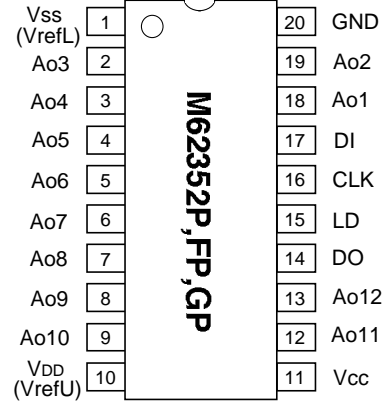 Vss 1 20 GND
(VrefL)
Ao3 2 19 Ao2
Ao4 3 18 Ao1
Ao5 4 17 DI
Ao6 5 16 CLK
Ao7 6 15 LD
Ao8 7 14 DO
Ao9 8 13 Ao12
Ao10 9 12 Ao11
VDD 10 11 Vcc
(VrefU)
M62352P,FP,GP